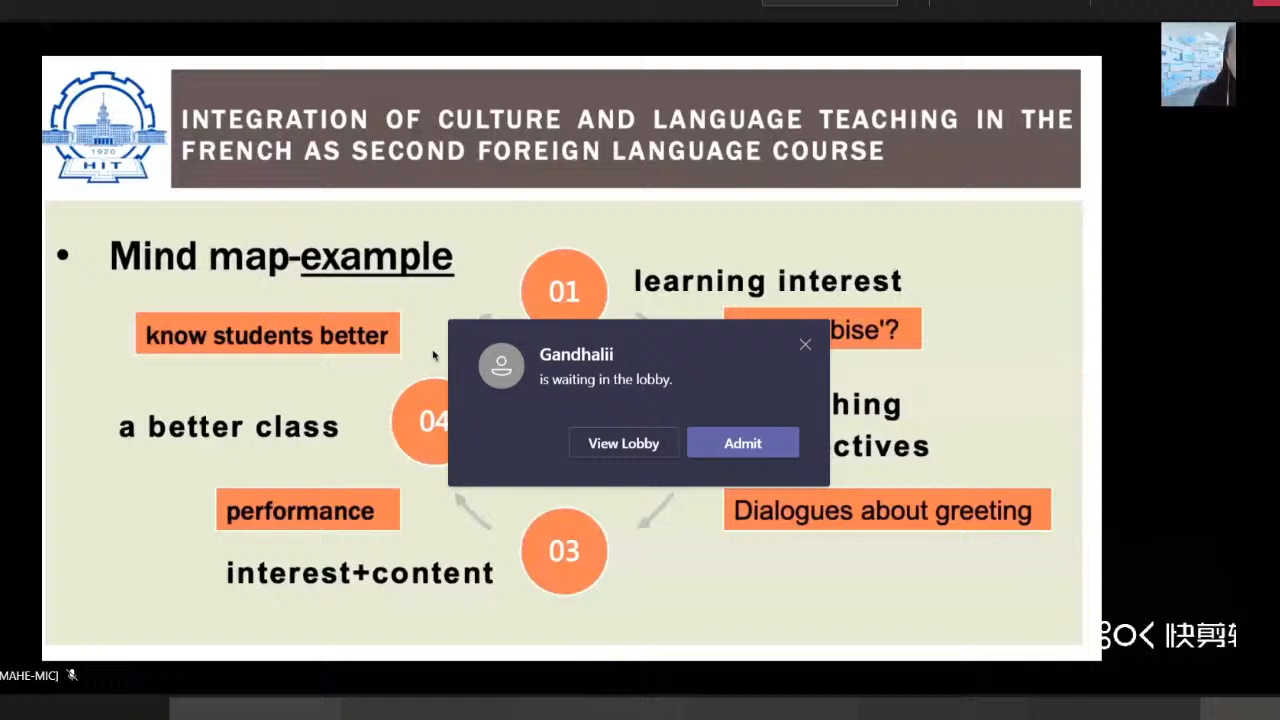 INTEGRATION OF CULTURE AND LANGUAGE TEACHING IN THE
FRENCH AS SECOND FOREIGN LANGUAGE COURSE
1920
HIT
• Mind map-example
01
learning interest
know students better
bise'?
Gandhalii
is waiting in the lobby.
View Lobby
Admit
a better class
04
performance
Dialogues about greeting
03
interest+content
快剪
MAHE-MIC]